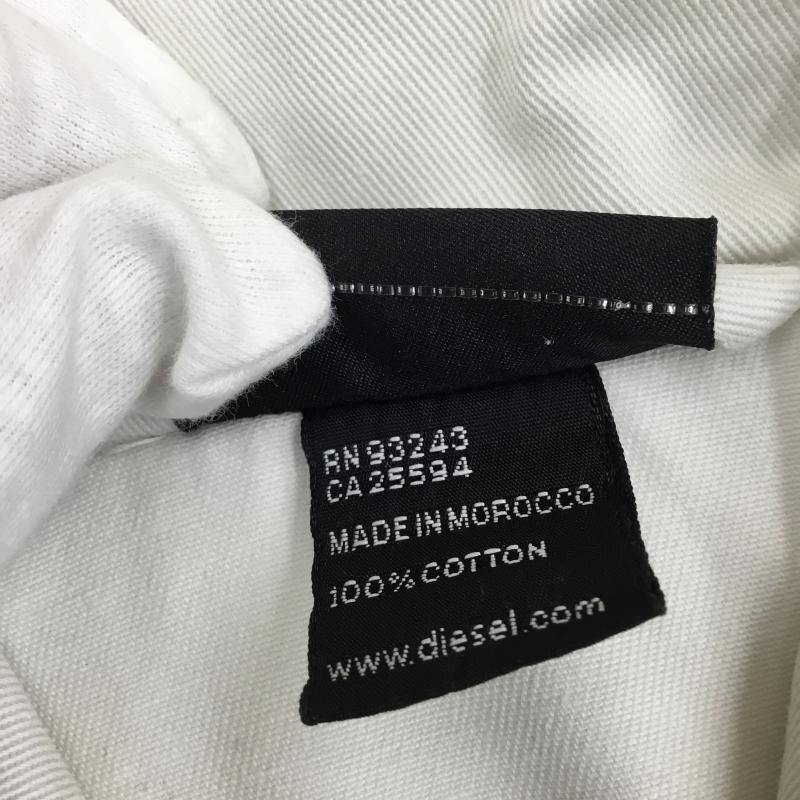 RN 93243
CA 25594
MADE IN MOROCCO
100% COTTON
www.diesel.com